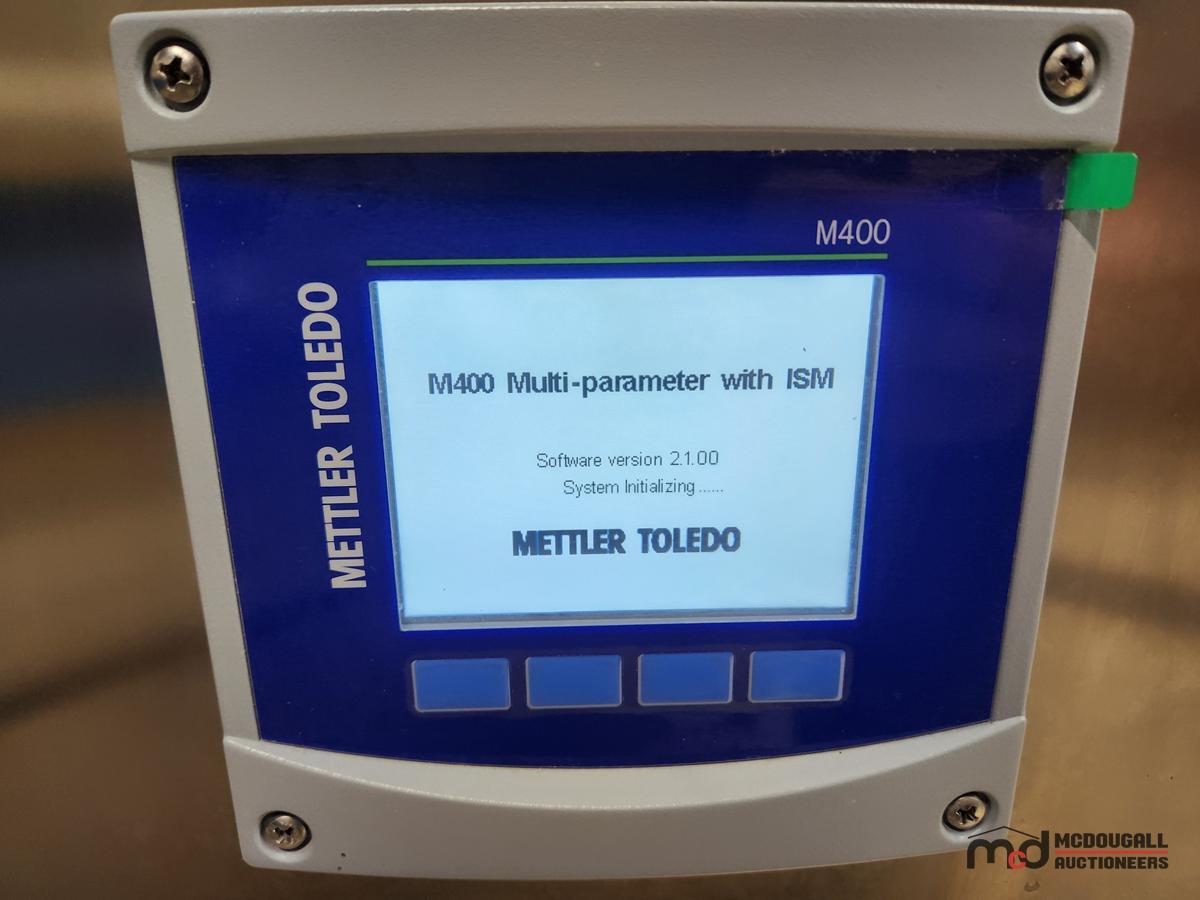 M400
METTLER TOLEDO
M400 Multi-parameter with ISM
Software version 2.1.00
System Initializing......
METTLER TOLEDO
mcd MCDOUGALL
AUCTIONEERS